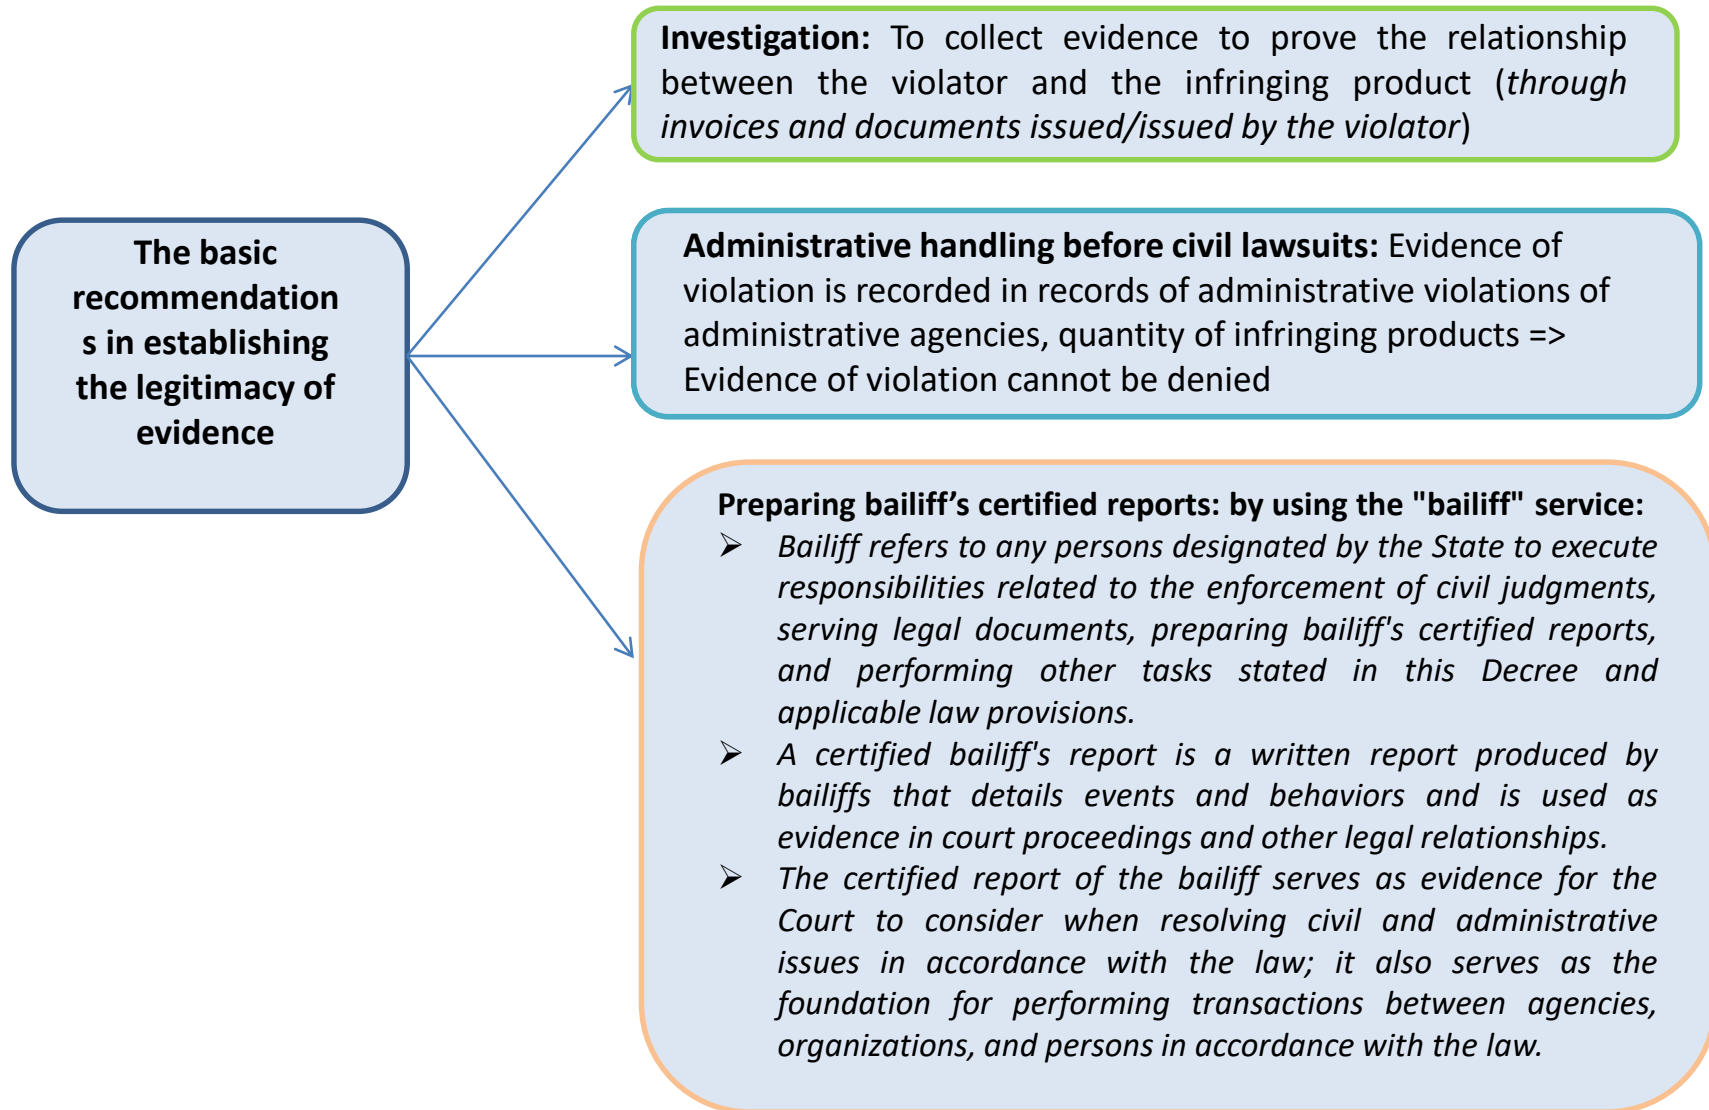 The basic
recommendation
s in establishing
the legitimacy of
evidence
Investigation: To collect evidence to prove the relationship
between the violator and the infringing product (through
invoices and documents issued/issued by the violator)
Administrative handling before civil lawsuits: Evidence of
violation is recorded in records of administrative violations of
administrative agencies, quantity of infringing products =>
Evidence of violation cannot be denied
Preparing bailiff’s certified reports: by using the "bailiff" service:
➢ Bailiff refers to any persons designated by the State to execute
responsibilities related to the enforcement of civil judgments,
serving legal documents, preparing bailiff's certified reports,
and performing other tasks stated in this Decree and
applicable law provisions.
➢ A certified bailiff's report is a written report produced by
bailiffs that details events and behaviors and is used as
evidence in court proceedings and other legal relationships.
➢ The certified report of the bailiff serves as evidence for the
Court to consider when resolving civil and administrative
issues in accordance with the law; it also serves as the
foundation for performing transactions between agencies,
organizations, and persons in accordance with the law.